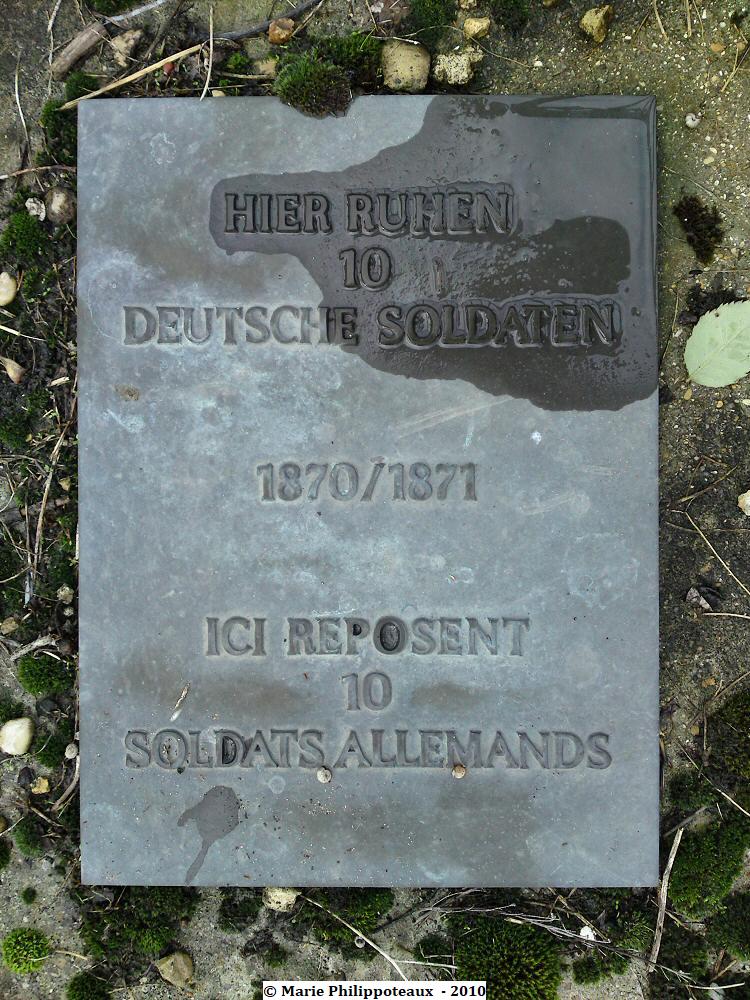 HIER RUHEN
10
DEUTSCHE SOLDATEN
1870/1871
ICI REPOSENT
10
SOLDATS ALLEMANDS
© Marie Philippoteaux - 2010